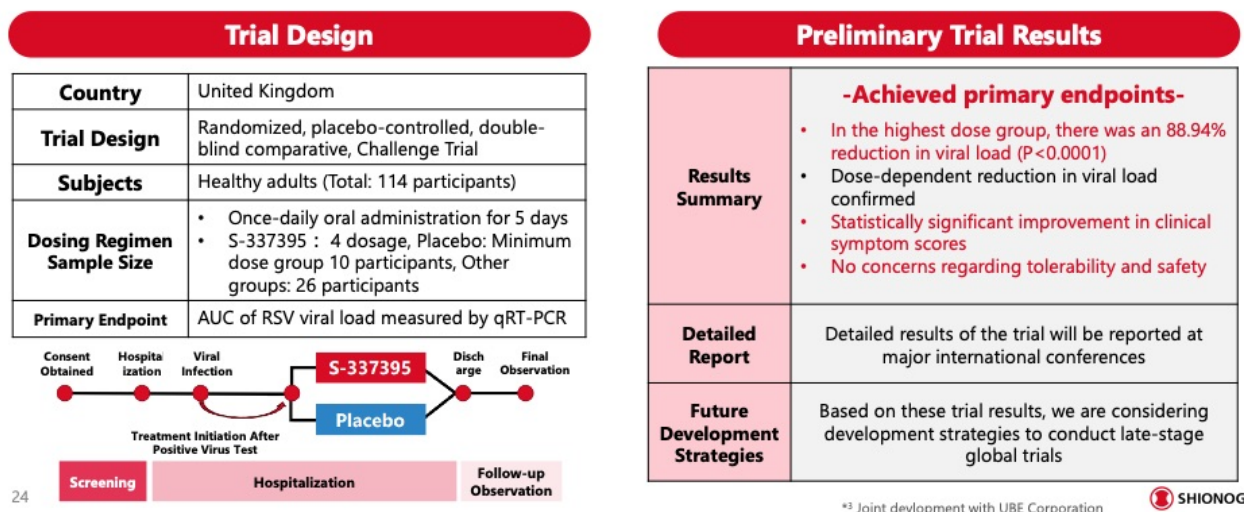 Trial Design
Country
United Kingdom
Trial Design
Randomized, placebo-controlled, double-
blind comparative, Challenge Trial
Subjects
Healthy adults (Total: 114 participants)
Dosing Regimen
Sample Size
• Once-daily oral administration for 5 days
• S-337395： 4 dosage, Placebo: Minimum
dose group 10 participants, Other
groups: 26 participants
Primary Endpoint
AUC of RSV viral load measured by qRT-PCR
Consent
Obtained
Hospital
ization
Viral
Infection
S-337395
Placebo
Disch
arge
Final
Observation
Treatment Initiation After
Positive Virus Test
Screening
Hospitalization
Follow-up
Observation
24
Preliminary Trial Results
Results
Summary
-Achieved primary endpoints-
• In the highest dose group, there was an 88.94%
reduction in viral load (P<0.0001)
• Dose-dependent reduction in viral load
confirmed
• Statistically significant improvement in clinical
symptom scores
• No concerns regarding tolerability and safety
Detailed
Report
Detailed results of the trial will be reported at
major international conferences
Future
Development
Strategies
Based on these trial results, we are considering
development strategies to conduct late-stage
global trials
*3 Joint devlopment with UBE Corporation
SHIONOG